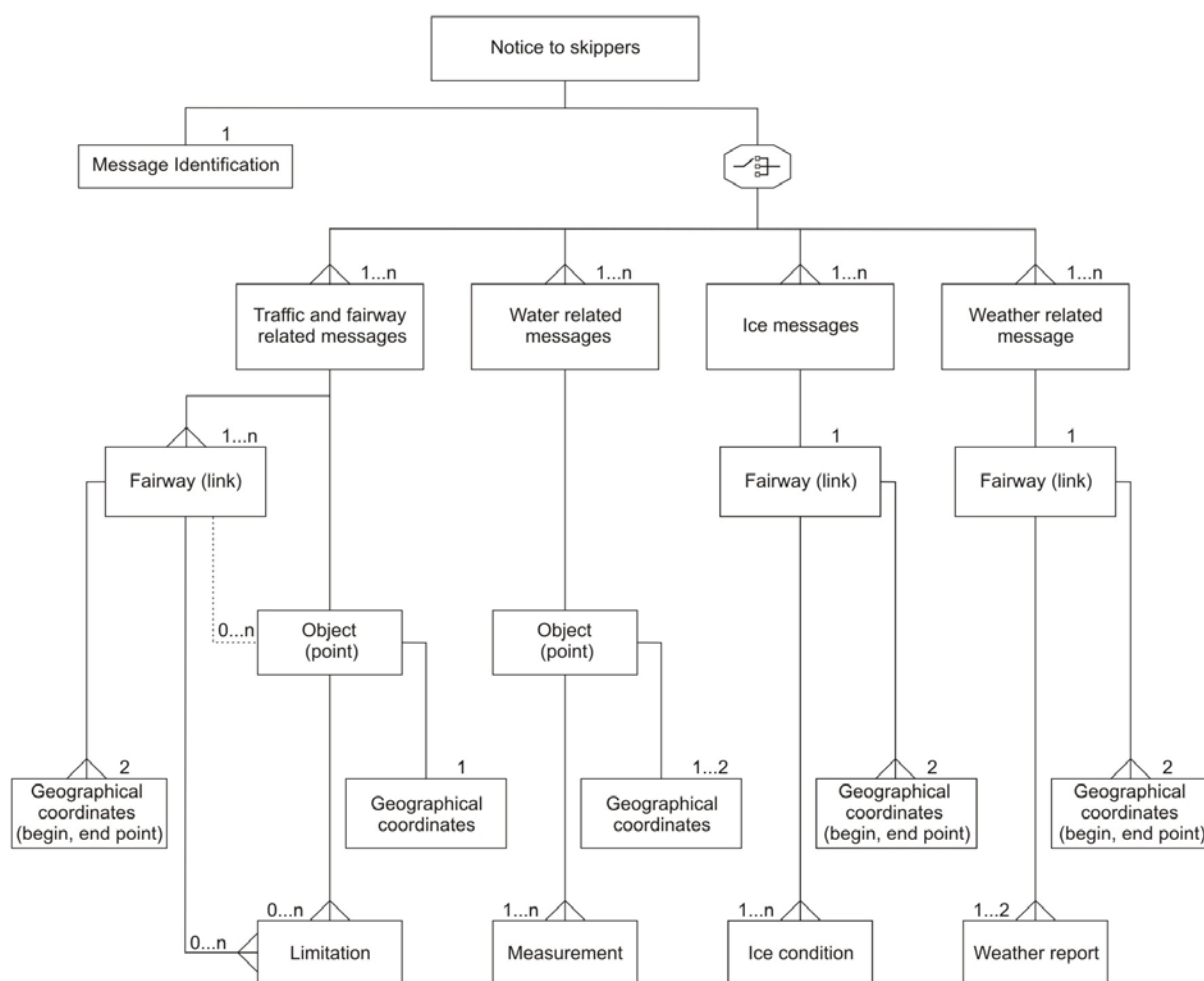 Notice to skippers
1
Message Identification
1...n
1...n
1...n
1...n
Traffic and fairway
related messages
Water related
messages
Ice messages
Weather related
message
1...n
1
1
Fairway (link)
Fairway (link)
Fairway (link)
0...n
Object
(point)
Object
(point)
2
1
1...2
2
2
Geographical
coordinates
(begin, end point)
Geographical
coordinates
Geographical
coordinates
Geographical
coordinates
(begin, end point)
Geographical
coordinates
(begin, end point)
0...n
0...n
1...n
1...n
1...2
Limitation
Measurement
Ice condition
Weather report